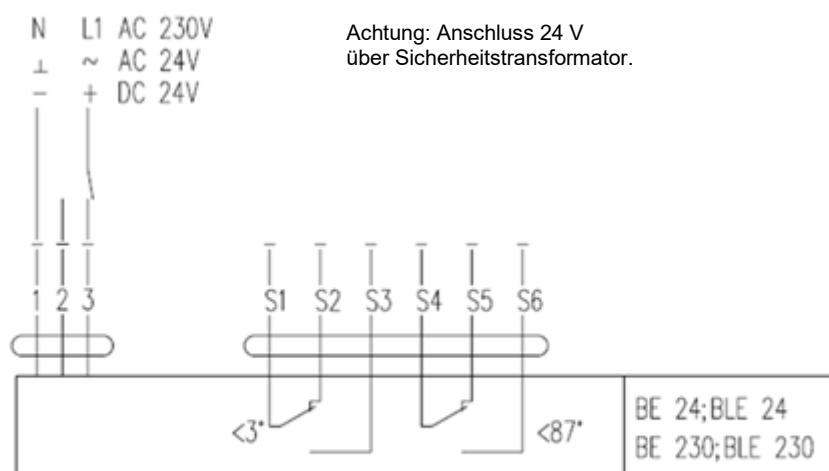 N L1 AC 230V
⊥ ~ AC 24V
− + DC 24V
Achtung: Anschluss 24 V
über Sicherheitstransformator.
1 2 3 S1 S2 S3 S4 S5 S6
<3° <87°
BE 24;BLE 24
BE 230;BLE 230